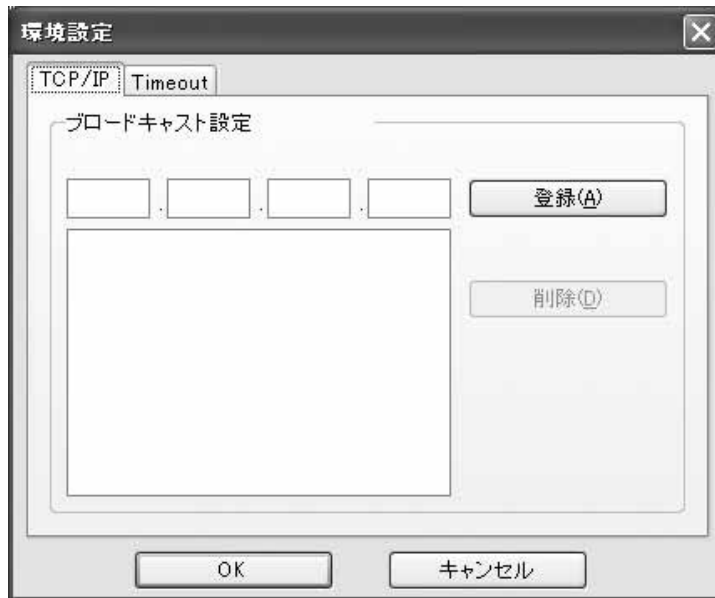 環境設定
TCP/IP Timeout
ブロードキャスト設定
. . . 登録(A)
削除(D)
OK キャンセル